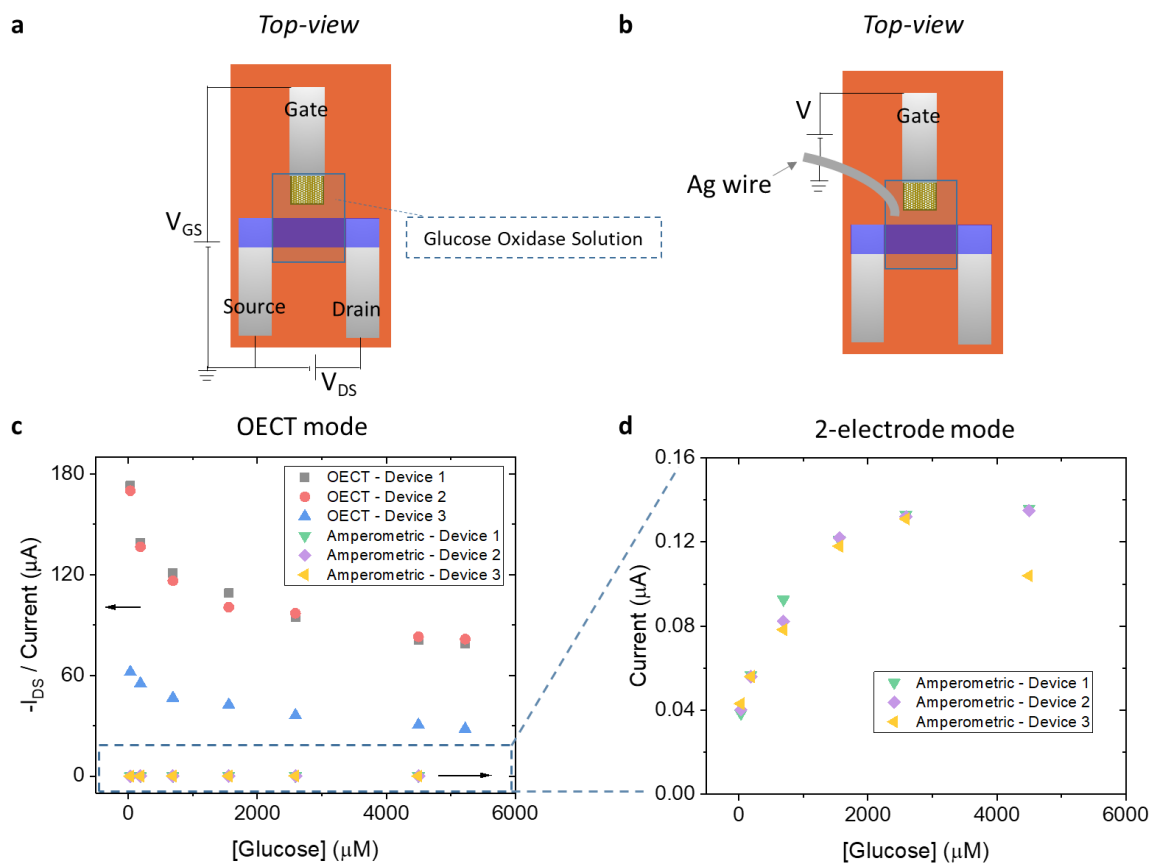 a
Top-view
Gate
V_GS
Glucose Oxidase Solution
Source
Drain
V_DS
b
Top-view
V
Gate
Ag wire
c
OECT mode
180
120
60
0
-I_DS / Current (μA)
OECT - Device 1
OECT - Device 2
OECT - Device 3
Amperometric - Device 1
Amperometric - Device 2
Amperometric - Device 3
0
2000
4000
6000
[Glucose] (μM)
d
2-electrode mode
0.16
0.12
0.08
0.04
0.00
Current (μA)
Amperometric - Device 1
Amperometric - Device 2
Amperometric - Device 3
0
2000
4000
6000
[Glucose] (μM)